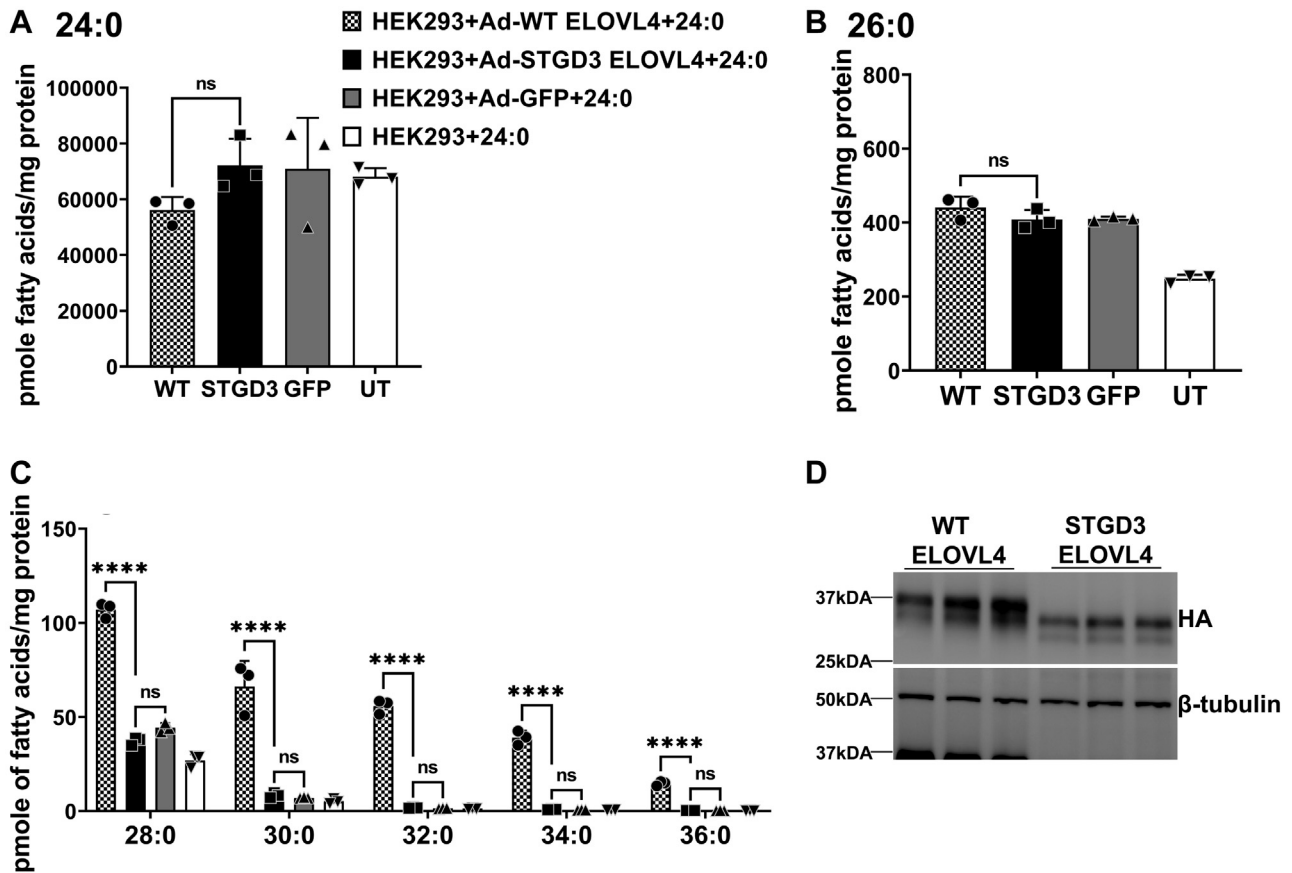 A 24:0
HEK293+Ad-WT ELOVL4+24:0
HEK293+Ad-STGD3 ELOVL4+24:0
HEK293+Ad-GFP+24:0
HEK293+24:0
pmole fatty acids/mg protein
100000
80000
60000
40000
20000
0
ns
WT STGD3 GFP UT
B 26:0
pmole fatty acids/mg protein
800
600
400
200
0
ns
WT STGD3 GFP UT
C
pmole of fatty acids/mg protein
150
100
50
0
**** ns
**** ns
**** ns
**** ns
**** ns
28:0 30:0 32:0 34:0 36:0
D
WT STGD3
ELOVL4 ELOVL4
37kDA
25kDA
HA
50kDA
37kDA
β-tubulin